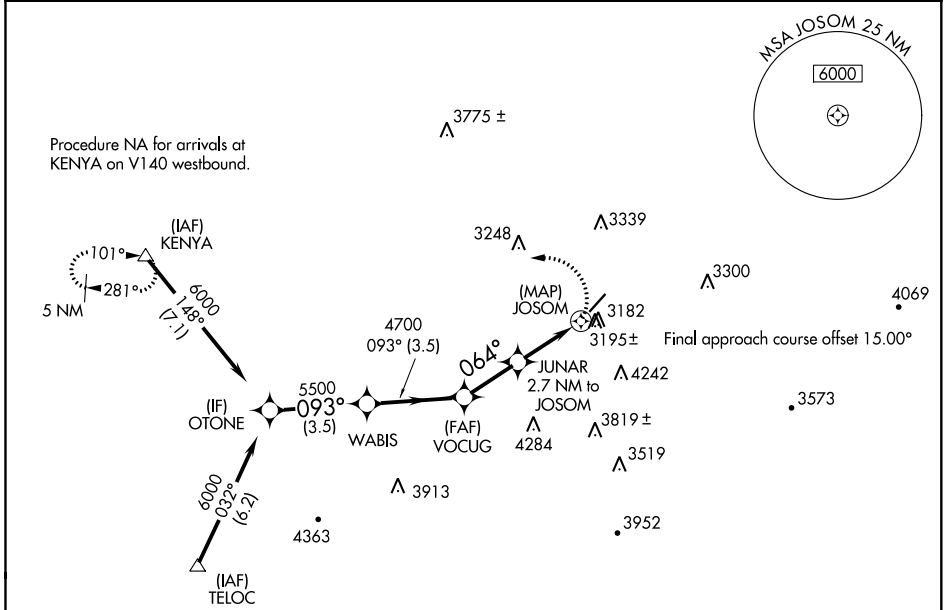 MSA JOSOM 25 NM
6000
3775 ±
Procedure NA for arrivals at
KENYA on V140 westbound.
(IAF)
KENYA
101°
281°
5 NM
6000
148°
(7.1)
3248
3339
3300
4069
(MAP)
JOSOM
3182
3195±
Final approach course offset 15.00°
4700
093° (3.5)
064°
JUNAR
2.7 NM to
JOSOM
4242
3573
(IF)
OTONE
5500
093°
(3.5)
WABIS
(FAF)
VOCUG
4284
3819 ±
3519
6000
032°
(6.2)
3913
4363
3952
(IAF)
TELOC